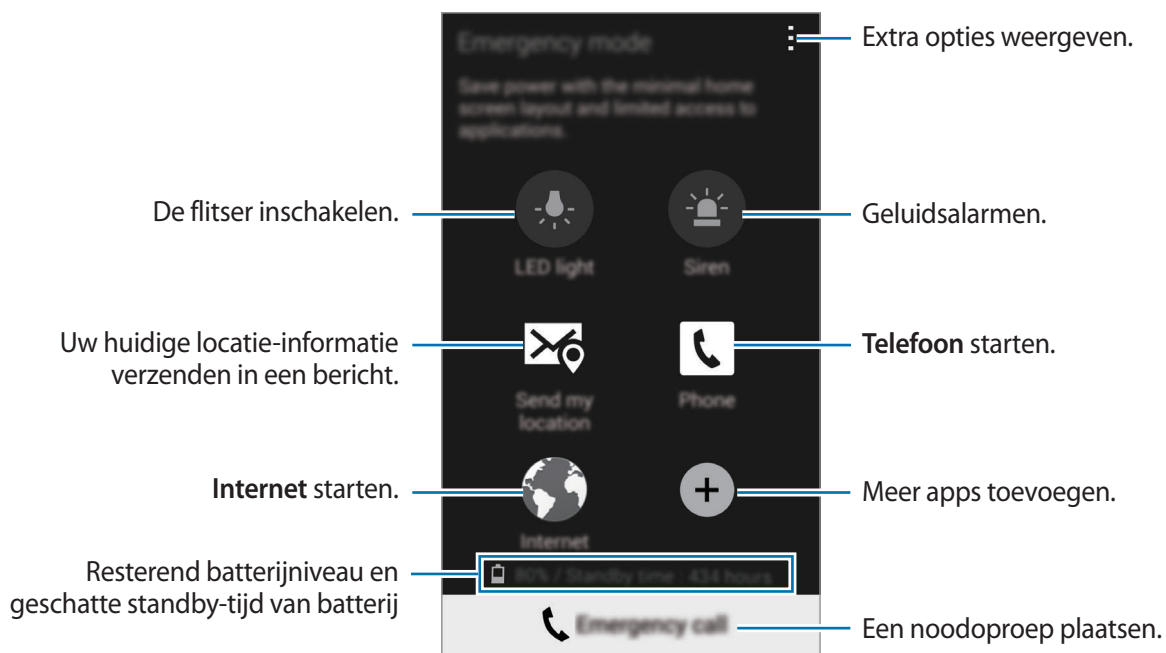 Emergency mode
Extra opties weergeven.
Save power with the minimal home
screen layout and limited access to
applications.
De flitser inschakelen.
LED light
Siren
Geluidsalarmen.
Uw huidige locatie-informatie
verzenden in een bericht.
Send my
location
Phone
Telefoon starten.
Internet starten.
Internet
Meer apps toevoegen.
Resterend batterijniveau en
geschatte standby-tijd van batterij
80% / Standby time : 434 hours
Emergency call
Een noodoproep plaatsen.